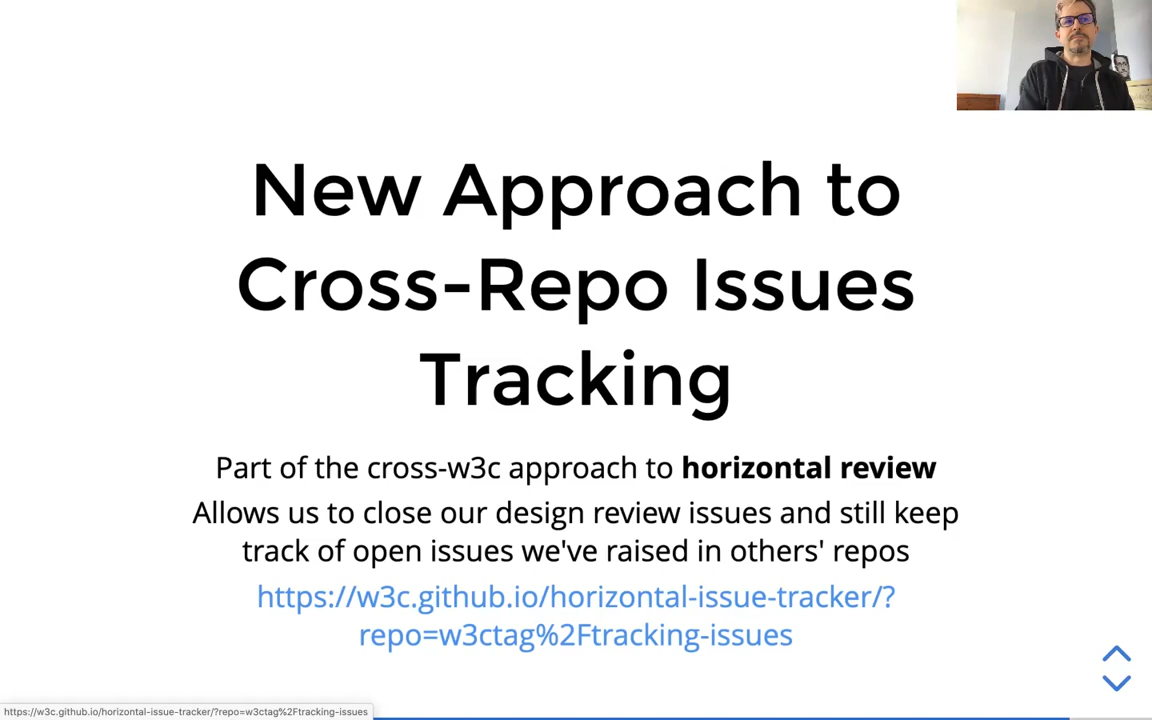 New Approach to
Cross-Repo Issues
Tracking
Part of the cross-w3c approach to horizontal review
Allows us to close our design review issues and still keep
track of open issues we've raised in others' repos
https://w3c.github.io/horizontal-issue-tracker/?
repo=w3ctag%2Ftracking-issues
https://w3c.github.io/horizontal-issue-tracker/?repo=w3ctag%2Ftracking-issues